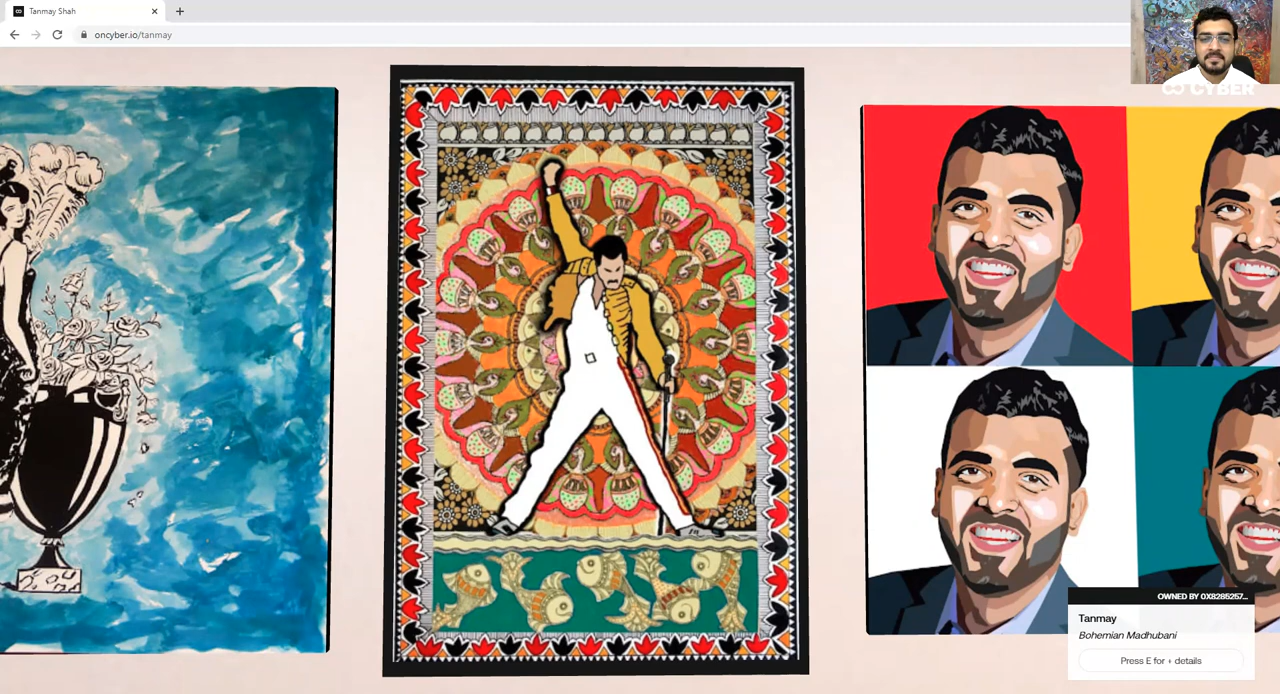 Tanmay Shah
oncyber.io/tanmay
CYBER
OWNED BY 0X8285257...
Tanmay
Bohemian Madhubani
Press E for + details